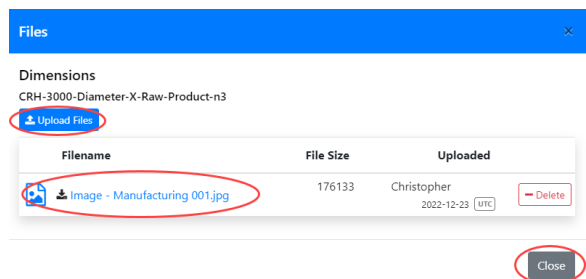 Files ×
Dimensions
CRH-3000-Diameter-X-Raw-Product-n3
Upload Files
Filename File Size Uploaded
Image - Manufacturing 001.jpg 176133 Christopher Delete
2022-12-23 UTC
Close